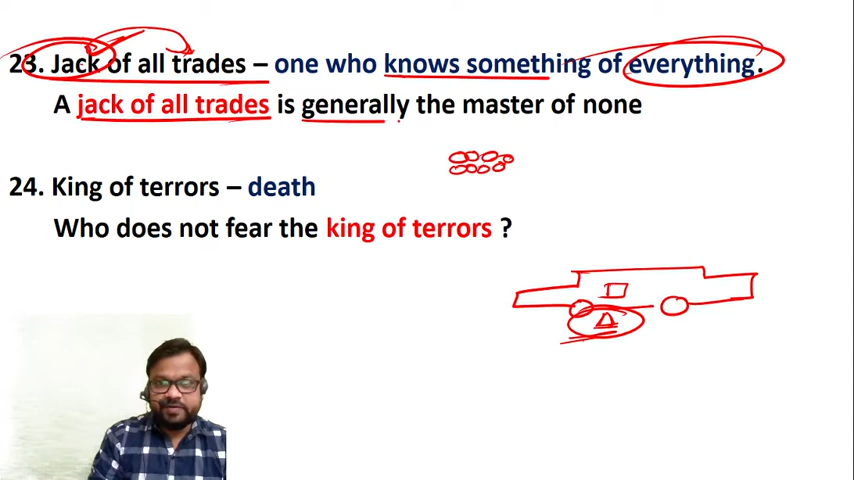 23. Jack of all trades – one who knows something of everything.
A jack of all trades is generally the master of none
24. King of terrors – death
Who does not fear the king of terrors ?